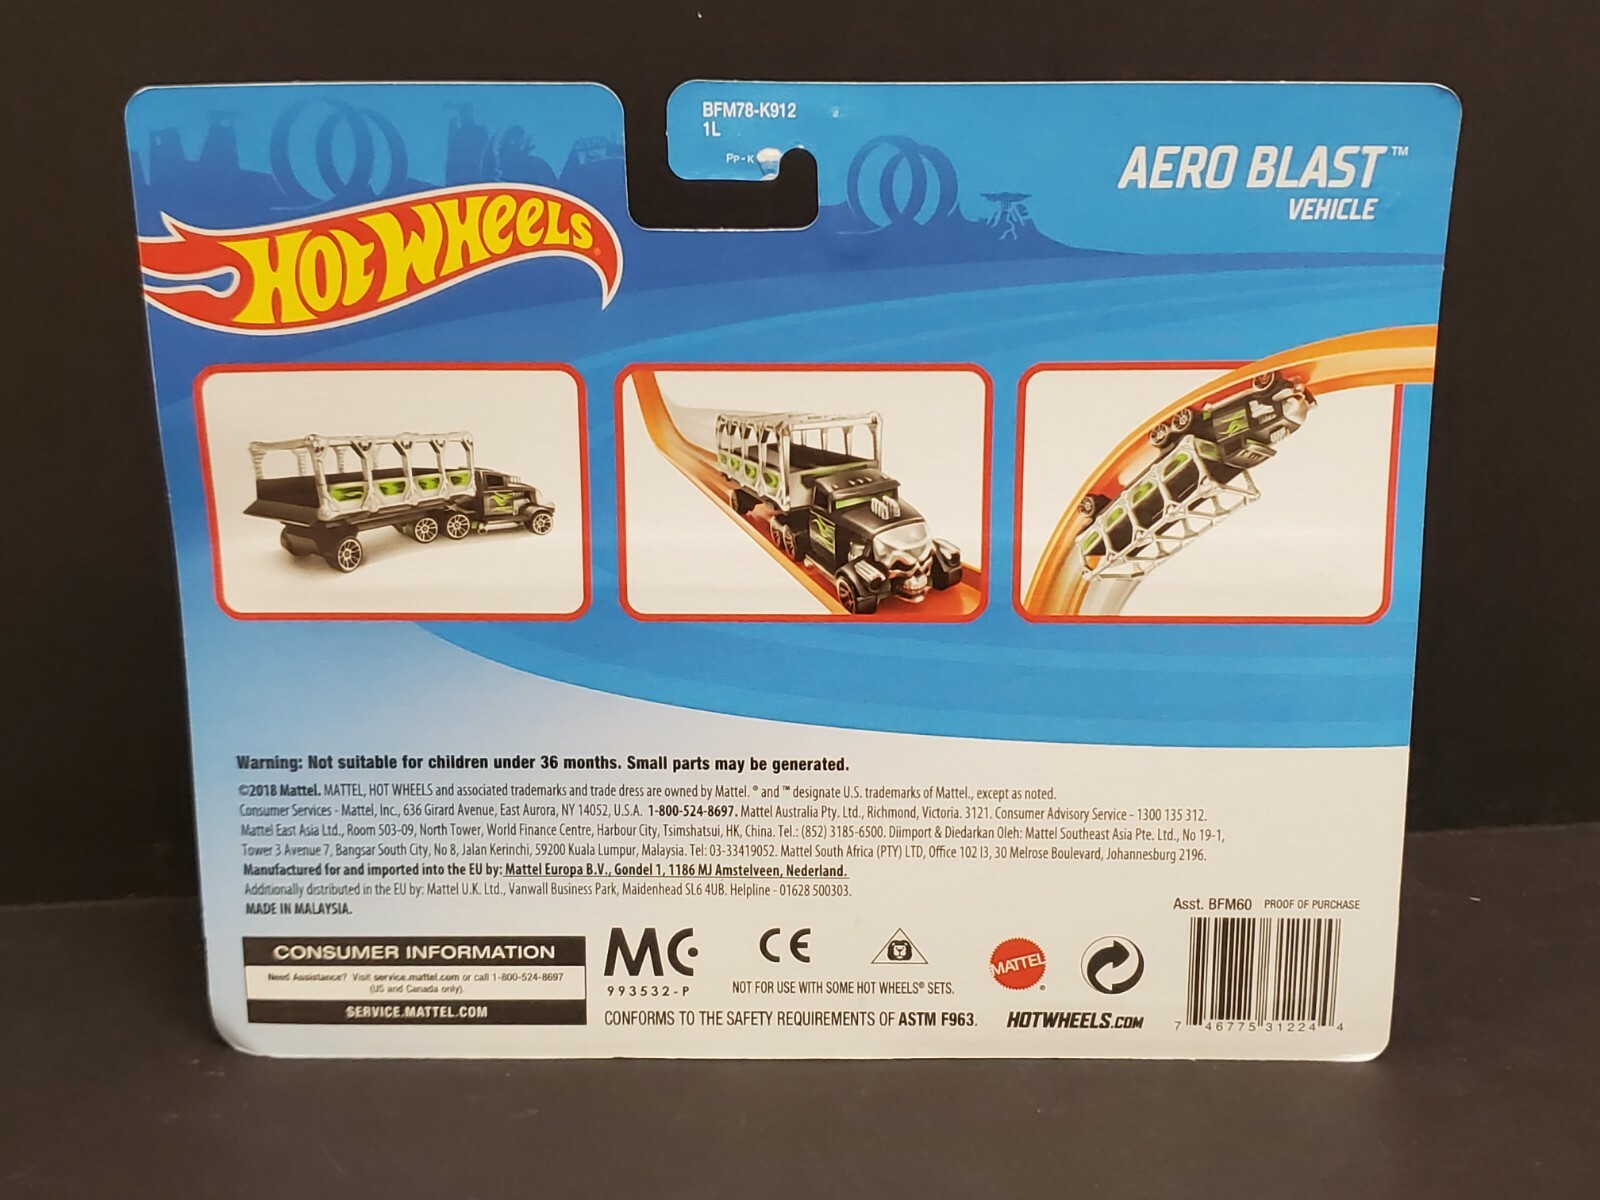 BFM78-K912
1L
Pp-K
HOT WHEELS®
AERO BLAST™
VEHICLE
Warning: Not suitable for children under 36 months. Small parts may be generated.
©2018 Mattel. MATTEL, HOT WHEELS and associated trademarks and trade dress are owned by Mattel. ® and ™ designate U.S. trademarks of Mattel., except as noted.
Consumer Services - Mattel, Inc., 636 Girard Avenue, East Aurora, NY 14052, U.S.A. 1-800-524-8697. Mattel Australia Pty. Ltd., Richmond, Victoria. 3121. Consumer Advisory Service - 1300 135 312.
Mattel East Asia Ltd., Room 503-09, North Tower, World Finance Centre, Harbour City, Tsimshatsui, HK, China. Tel.: (852) 3185-6500. Diimport & Diedarkan Oleh: Mattel Southeast Asia Pte. Ltd., No 19-1,
Tower 3 Avenue 7, Bangsar South City, No 8, Jalan Kerinchi, 59200 Kuala Lumpur, Malaysia. Tel: 03-33419052. Mattel South Africa (PTY) LTD, Office 102 I3, 30 Melrose Boulevard, Johannesburg 2196.
Manufactured for and imported into the EU by: Mattel Europa B.V., Gondel 1, 1186 MJ Amstelveen, Nederland.
Additionally distributed in the EU by: Mattel U.K. Ltd., Vanwall Business Park, Maidenhead SL6 4UB. Helpline - 01628 500303.
MADE IN MALAYSIA.
Asst. BFM60 PROOF OF PURCHASE
CONSUMER INFORMATION
Need Assistance? Visit service.mattel.com or call 1-800-524-8697
(US and Canada only).
SERVICE.MATTEL.COM
MC
993532-P
CE
NOT FOR USE WITH SOME HOT WHEELS® SETS.
CONFORMS TO THE SAFETY REQUIREMENTS OF ASTM F963.
MATTEL®
HOTWHEELS.COM
7 46775 31224 4